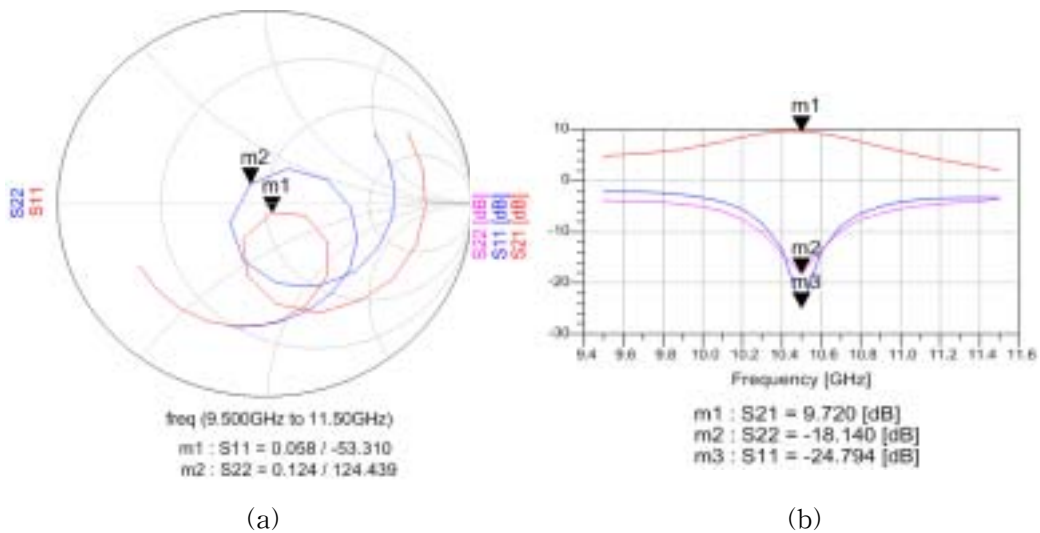 m2
m1
S22
S11
freq (9.500GHz to 11.50GHz)
m1 : S11 = 0.058 / -53.310
m2 : S22 = 0.124 / 124.439
(a)
m1
10
0
-10
-20
-30
m2
m3
S22 [dB]
S11 [dB]
S21 [dB]
9.4 9.6 9.8 10.0 10.2 10.4 10.6 10.8 11.0 11.2 11.4 11.6
Frequency [GHz]
m1 : S21 = 9.720 [dB]
m2 : S22 = -18.140 [dB]
m3 : S11 = -24.794 [dB]
(b)